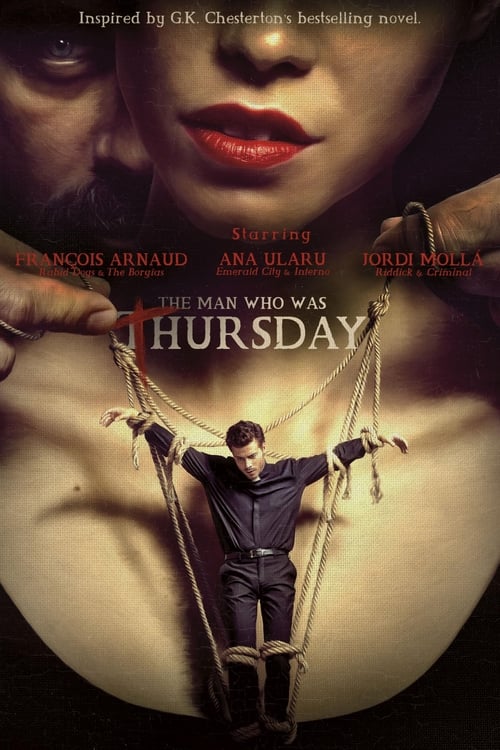 Inspired by G.K. Chesterton's bestselling novel.
Starring
FRANÇOIS ARNAUD ANA ULARU JORDI MOLLÁ
Rabid Dogs & The Borgias Emerald City & Inferno Riddick & Criminal
THE MAN WHO WAS
THURSDAY